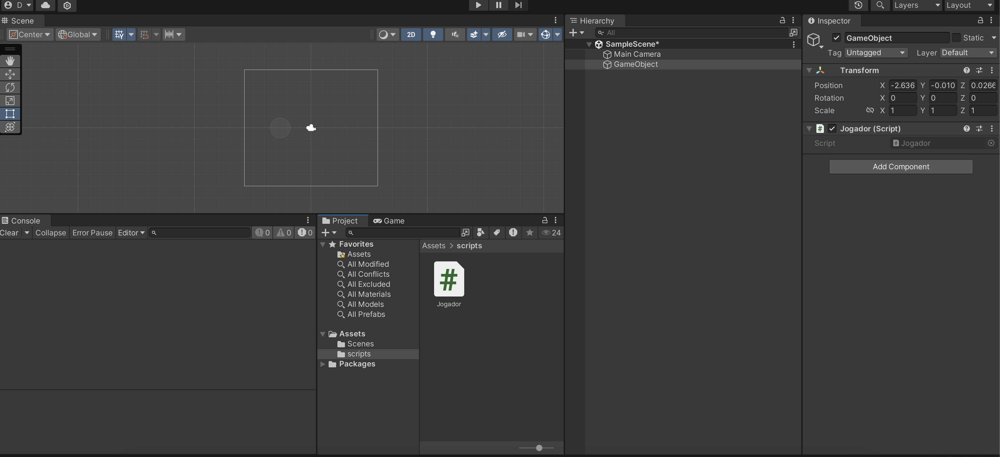 D
Layers
Layout
Scene
Center
Global
2D
Hierarchy
All
SampleScene*
Main Camera
GameObject
Inspector
GameObject
Static
Tag
Untagged
Layer
Default
Transform
Position
X
-2.636
Y
-0.010
Z
0.0266
Rotation
X
0
Y
0
Z
0
Scale
X
1
Y
1
Z
1
Jogador (Script)
Script
Jogador
Add Component
Console
Clear
Collapse
Error Pause
Editor
0
0
0
Project
Game
24
Favorites
Assets
All Modified
All Conflicts
All Excluded
All Materials
All Models
All Prefabs
Assets
Scenes
scripts
Packages
Assets > scripts
Jogador